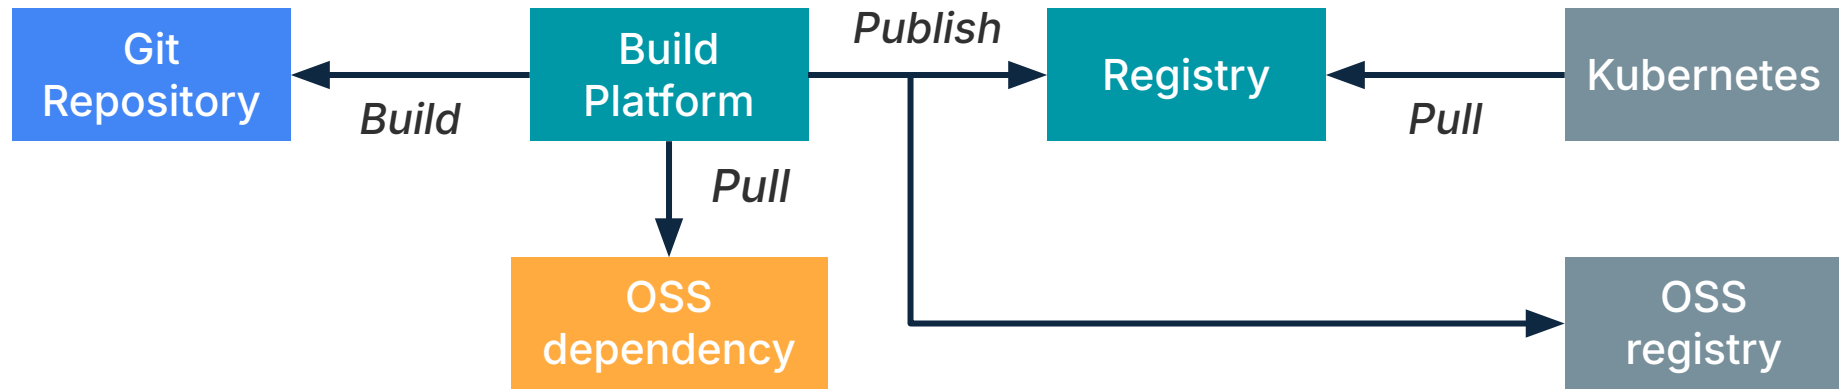 Git
Repository
Build
Build
Platform
Publish
Registry
Pull
Kubernetes
Pull
OSS
dependency
OSS
registry